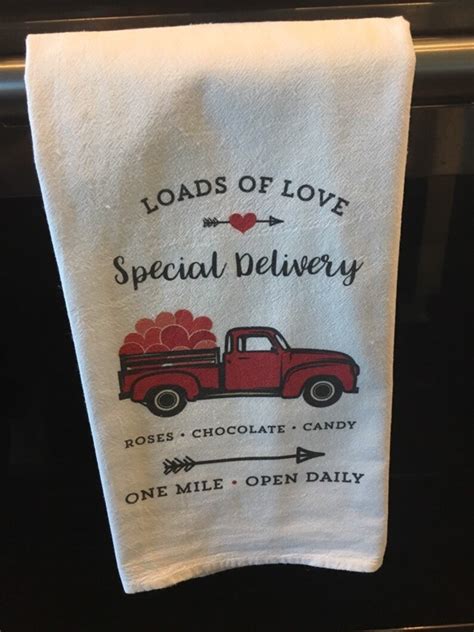 LOADS OF LOVE
Special Delivery
ROSES • CHOCOLATE • CANDY
ONE MILE • OPEN DAILY